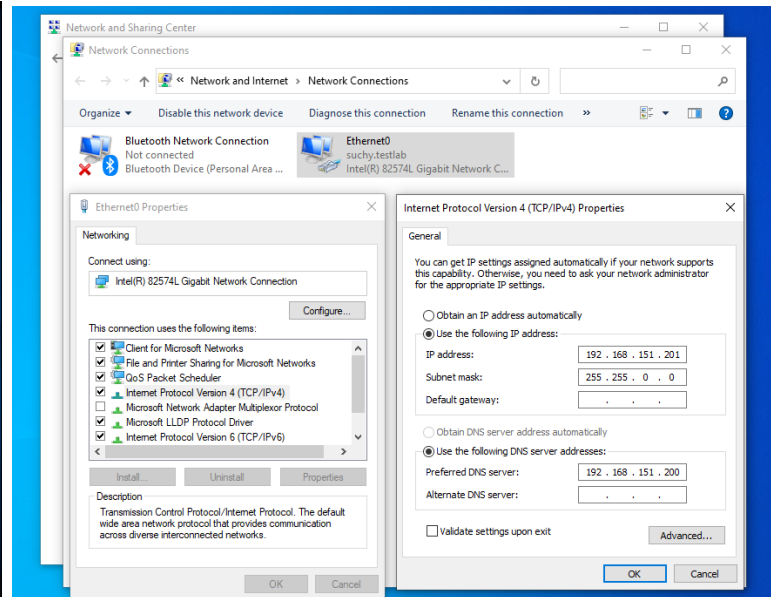 Network and Sharing Center
Network Connections
« Network and Internet › Network Connections
Organize Disable this network device Diagnose this connection Rename this connection »
Bluetooth Network Connection
Not connected
Bluetooth Device (Personal Area ...
Ethernet0
suchy.testlab
Intel(R) 82574L Gigabit Network C...
Ethernet0 Properties
Networking
Connect using:
Intel(R) 82574L Gigabit Network Connection
Configure...
This connection uses the following items:
Client for Microsoft Networks
File and Printer Sharing for Microsoft Networks
QoS Packet Scheduler
Internet Protocol Version 4 (TCP/IPv4)
Microsoft Network Adapter Multiplexor Protocol
Microsoft LLDP Protocol Driver
Internet Protocol Version 6 (TCP/IPv6)
Install... Uninstall Properties
Description
Transmission Control Protocol/Internet Protocol. The default
wide area network protocol that provides communication
across diverse interconnected networks.
OK Cancel
Internet Protocol Version 4 (TCP/IPv4) Properties
General
You can get IP settings assigned automatically if your network supports
this capability. Otherwise, you need to ask your network administrator
for the appropriate IP settings.
Obtain an IP address automatically
Use the following IP address:
IP address: 192 . 168 . 151 . 201
Subnet mask: 255 . 255 . 0 . 0
Default gateway: . . .
Obtain DNS server address automatically
Use the following DNS server addresses:
Preferred DNS server: 192 . 168 . 151 . 200
Alternate DNS server: . . .
Validate settings upon exit
Advanced...
OK Cancel